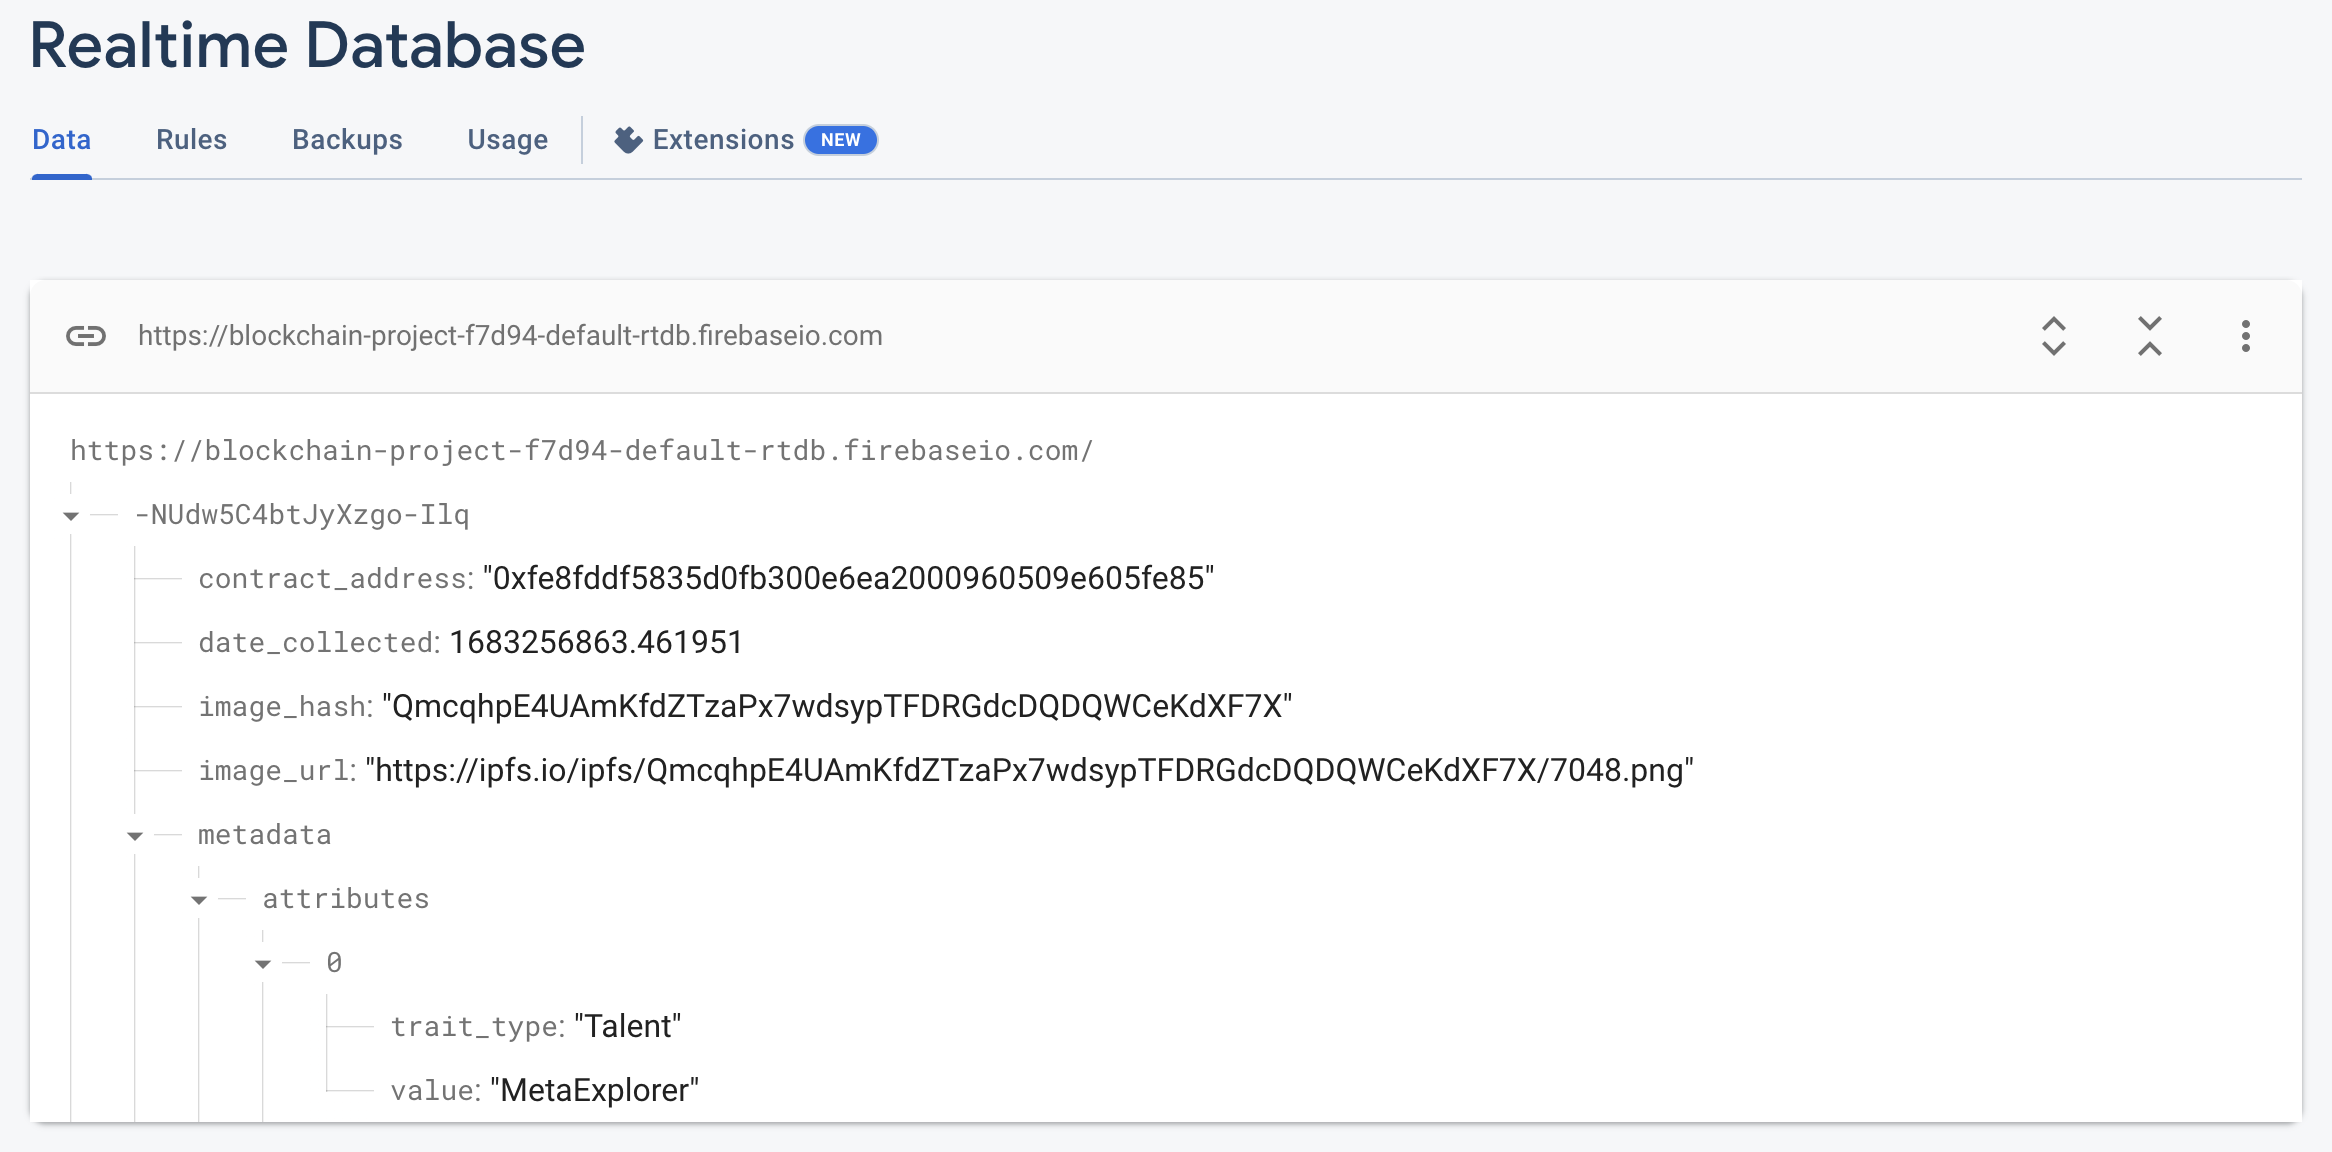 Realtime Database
Data Rules Backups Usage Extensions NEW
https://blockchain-project-f7d94-default-rtdb.firebaseio.com
https://blockchain-project-f7d94-default-rtdb.firebaseio.com/
-NUdw5C4btJyXzgo-Ilq
contract_address: "0xfe8fddf5835d0fb300e6ea2000960509e605fe85"
date_collected: 1683256863.461951
image_hash: "QmcqhpE4UAmKfdZTzaPx7wdsypTFDRGdcDQDQWCeKdXF7X"
image_url: "https://ipfs.io/ipfs/QmcqhpE4UAmKfdZTzaPx7wdsypTFDRGdcDQDQWCeKdXF7X/7048.png"
metadata
attributes
0
trait_type: "Talent"
value: "MetaExplorer"